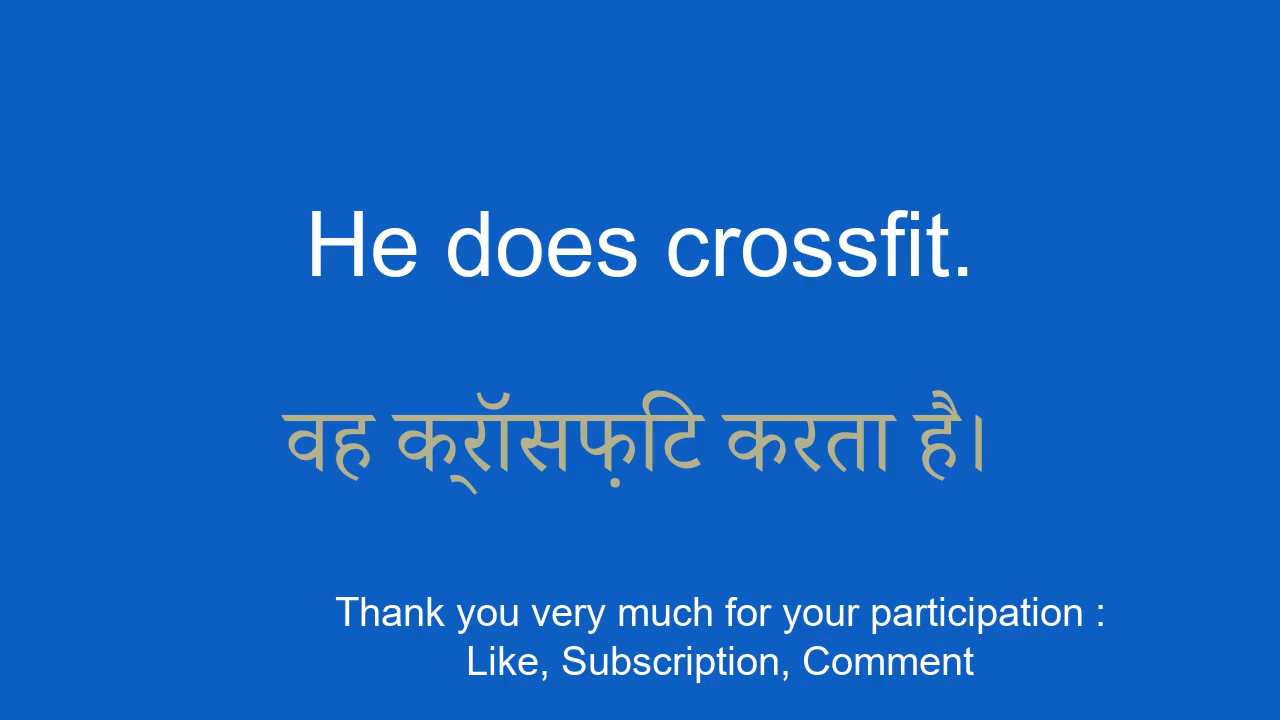 He does crossfit.
वह क्रॉसफ़िट करता है।
Thank you very much for your participation :
Like, Subscription, Comment